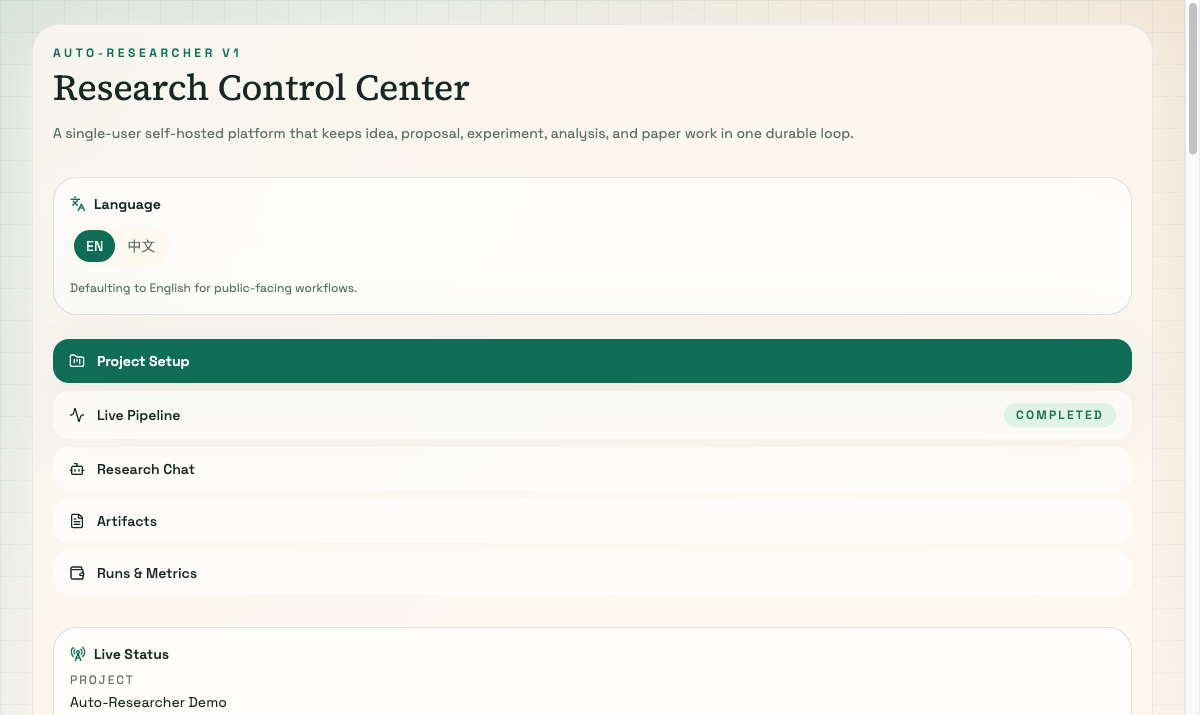 AUTO-RESEARCHER V1
Research Control Center
A single-user self-hosted platform that keeps idea, proposal, experiment, analysis, and paper work in one durable loop.
Language
EN 中文
Defaulting to English for public-facing workflows.
Project Setup
Live Pipeline COMPLETED
Research Chat
Artifacts
Runs & Metrics
Live Status
PROJECT
Auto-Researcher Demo